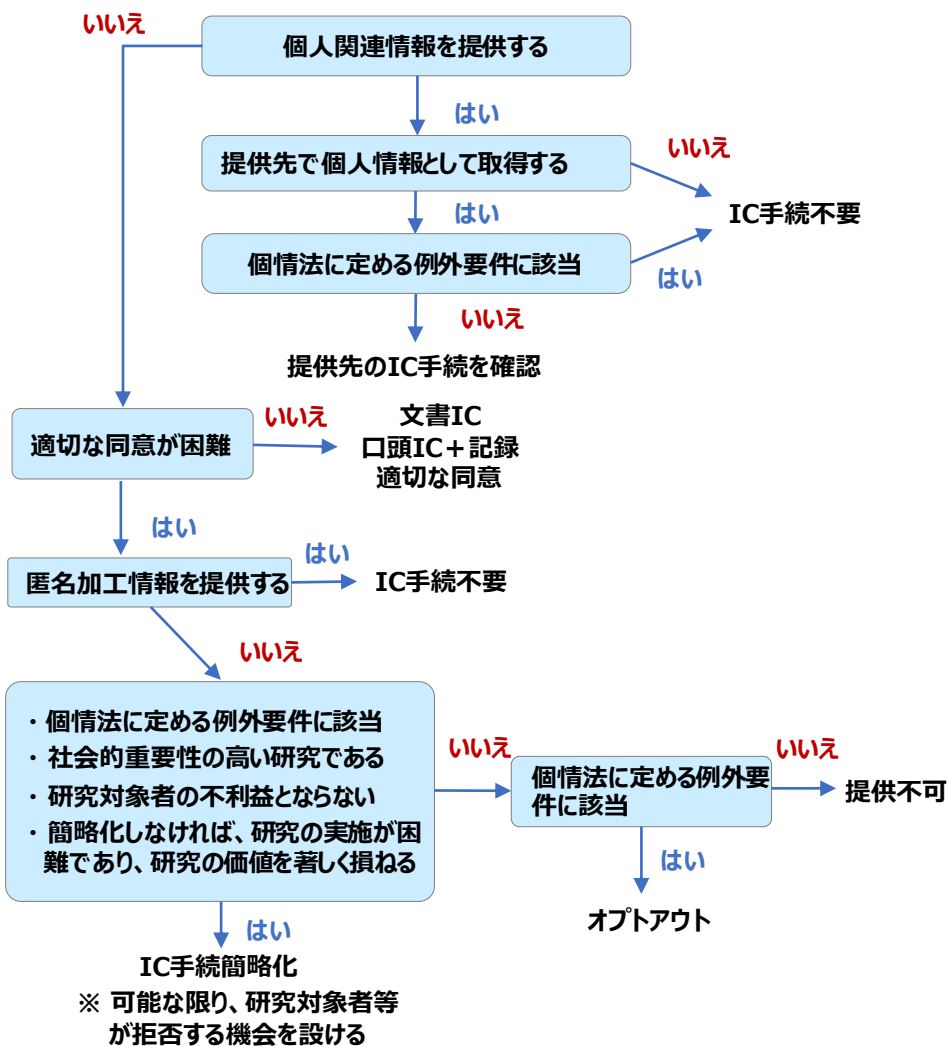 いいえ
個人関連情報を提供する
はい
提供先で個人情報として取得する
いいえ
IC手続不要
はい
個情法に定める例外要件に該当
はい
いいえ
提供先のIC手続を確認
適切な同意が困難
いいえ
文書IC
口頭IC＋記録
適切な同意
はい
匿名加工情報を提供する
はい
IC手続不要
いいえ
・個情法に定める例外要件に該当
・社会的重要性の高い研究である
・研究対象者の不利益とならない
・簡略化しなければ、研究の実施が困
難であり、研究の価値を著しく損ねる
いいえ
個情法に定める例外要
件に該当
いいえ
提供不可
はい
オプトアウト
はい
IC手続簡略化
※ 可能な限り、研究対象者等
が拒否する機会を設ける